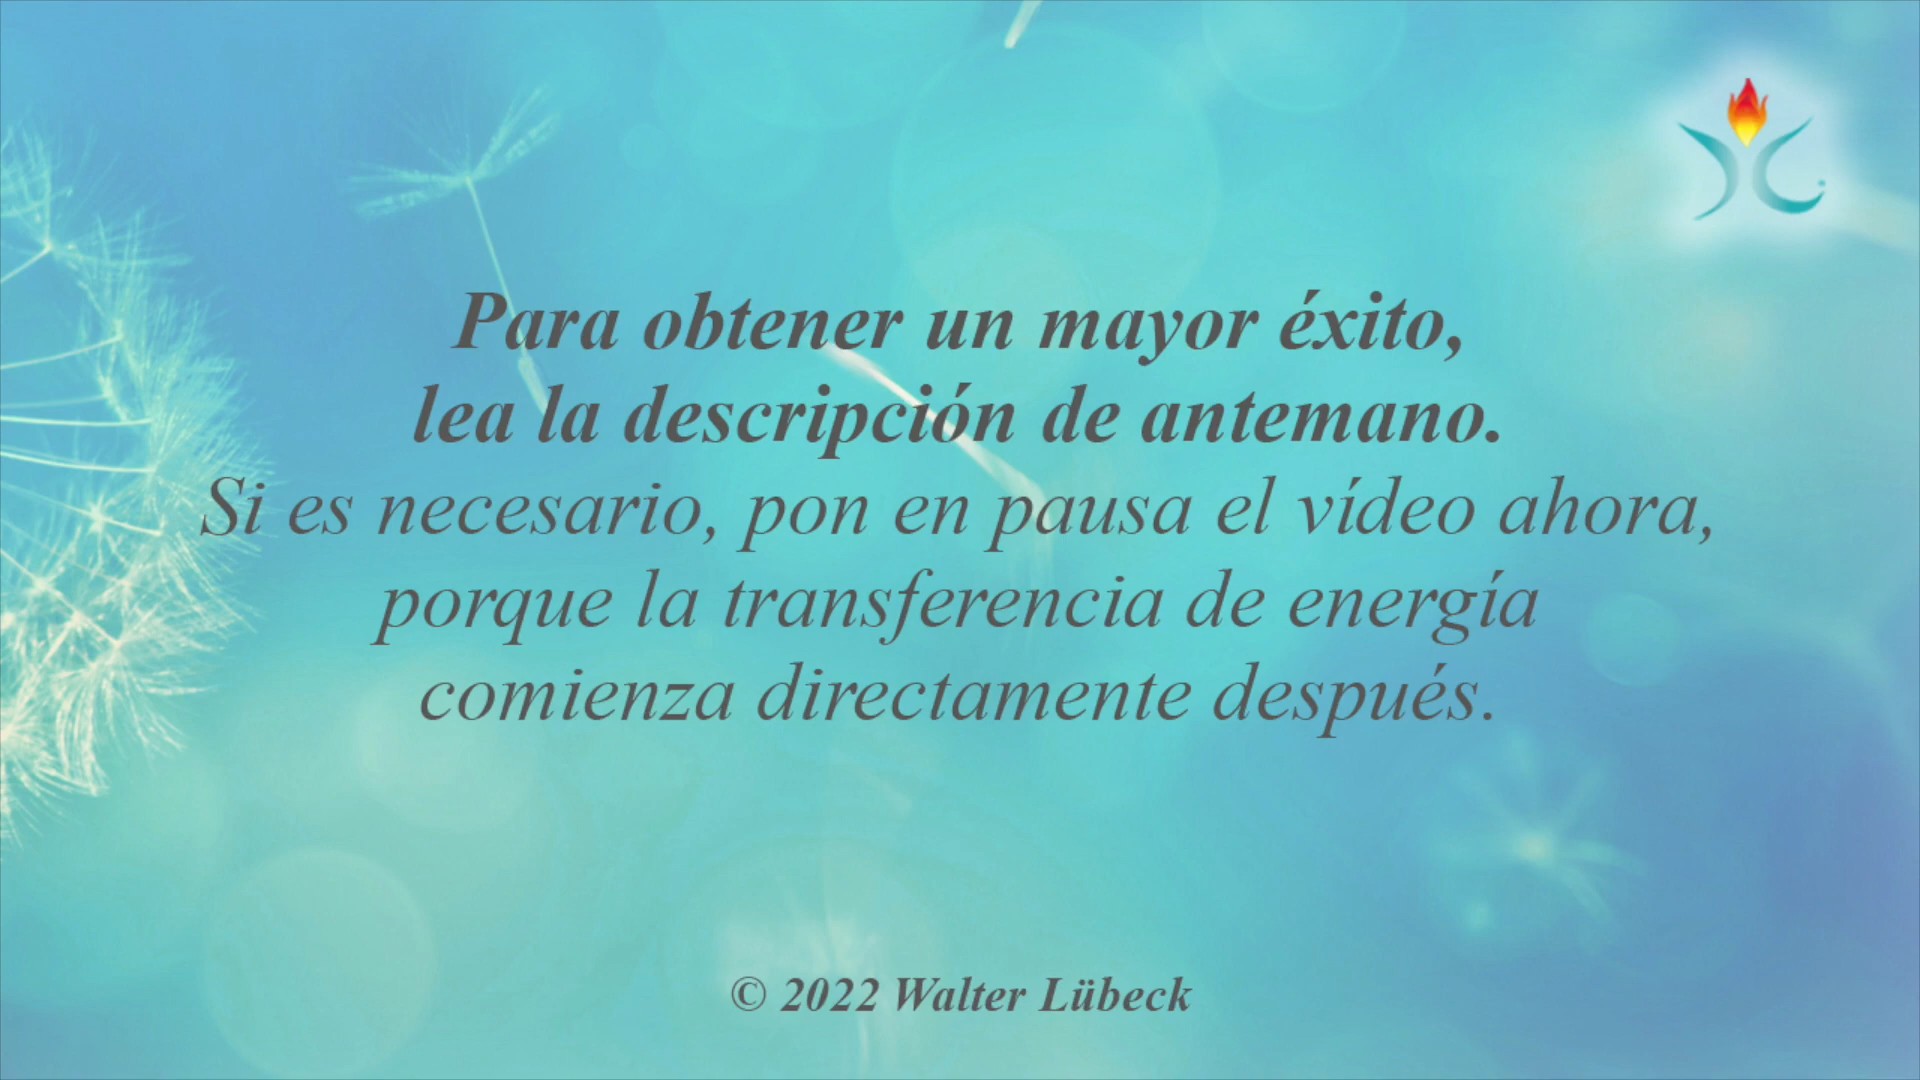 Para obtener un mayor éxito,
lea la descripción de antemano.
Si es necesario, pon en pausa el vídeo ahora,
porque la transferencia de energía
comienza directamente después.
© 2022 Walter Lübeck